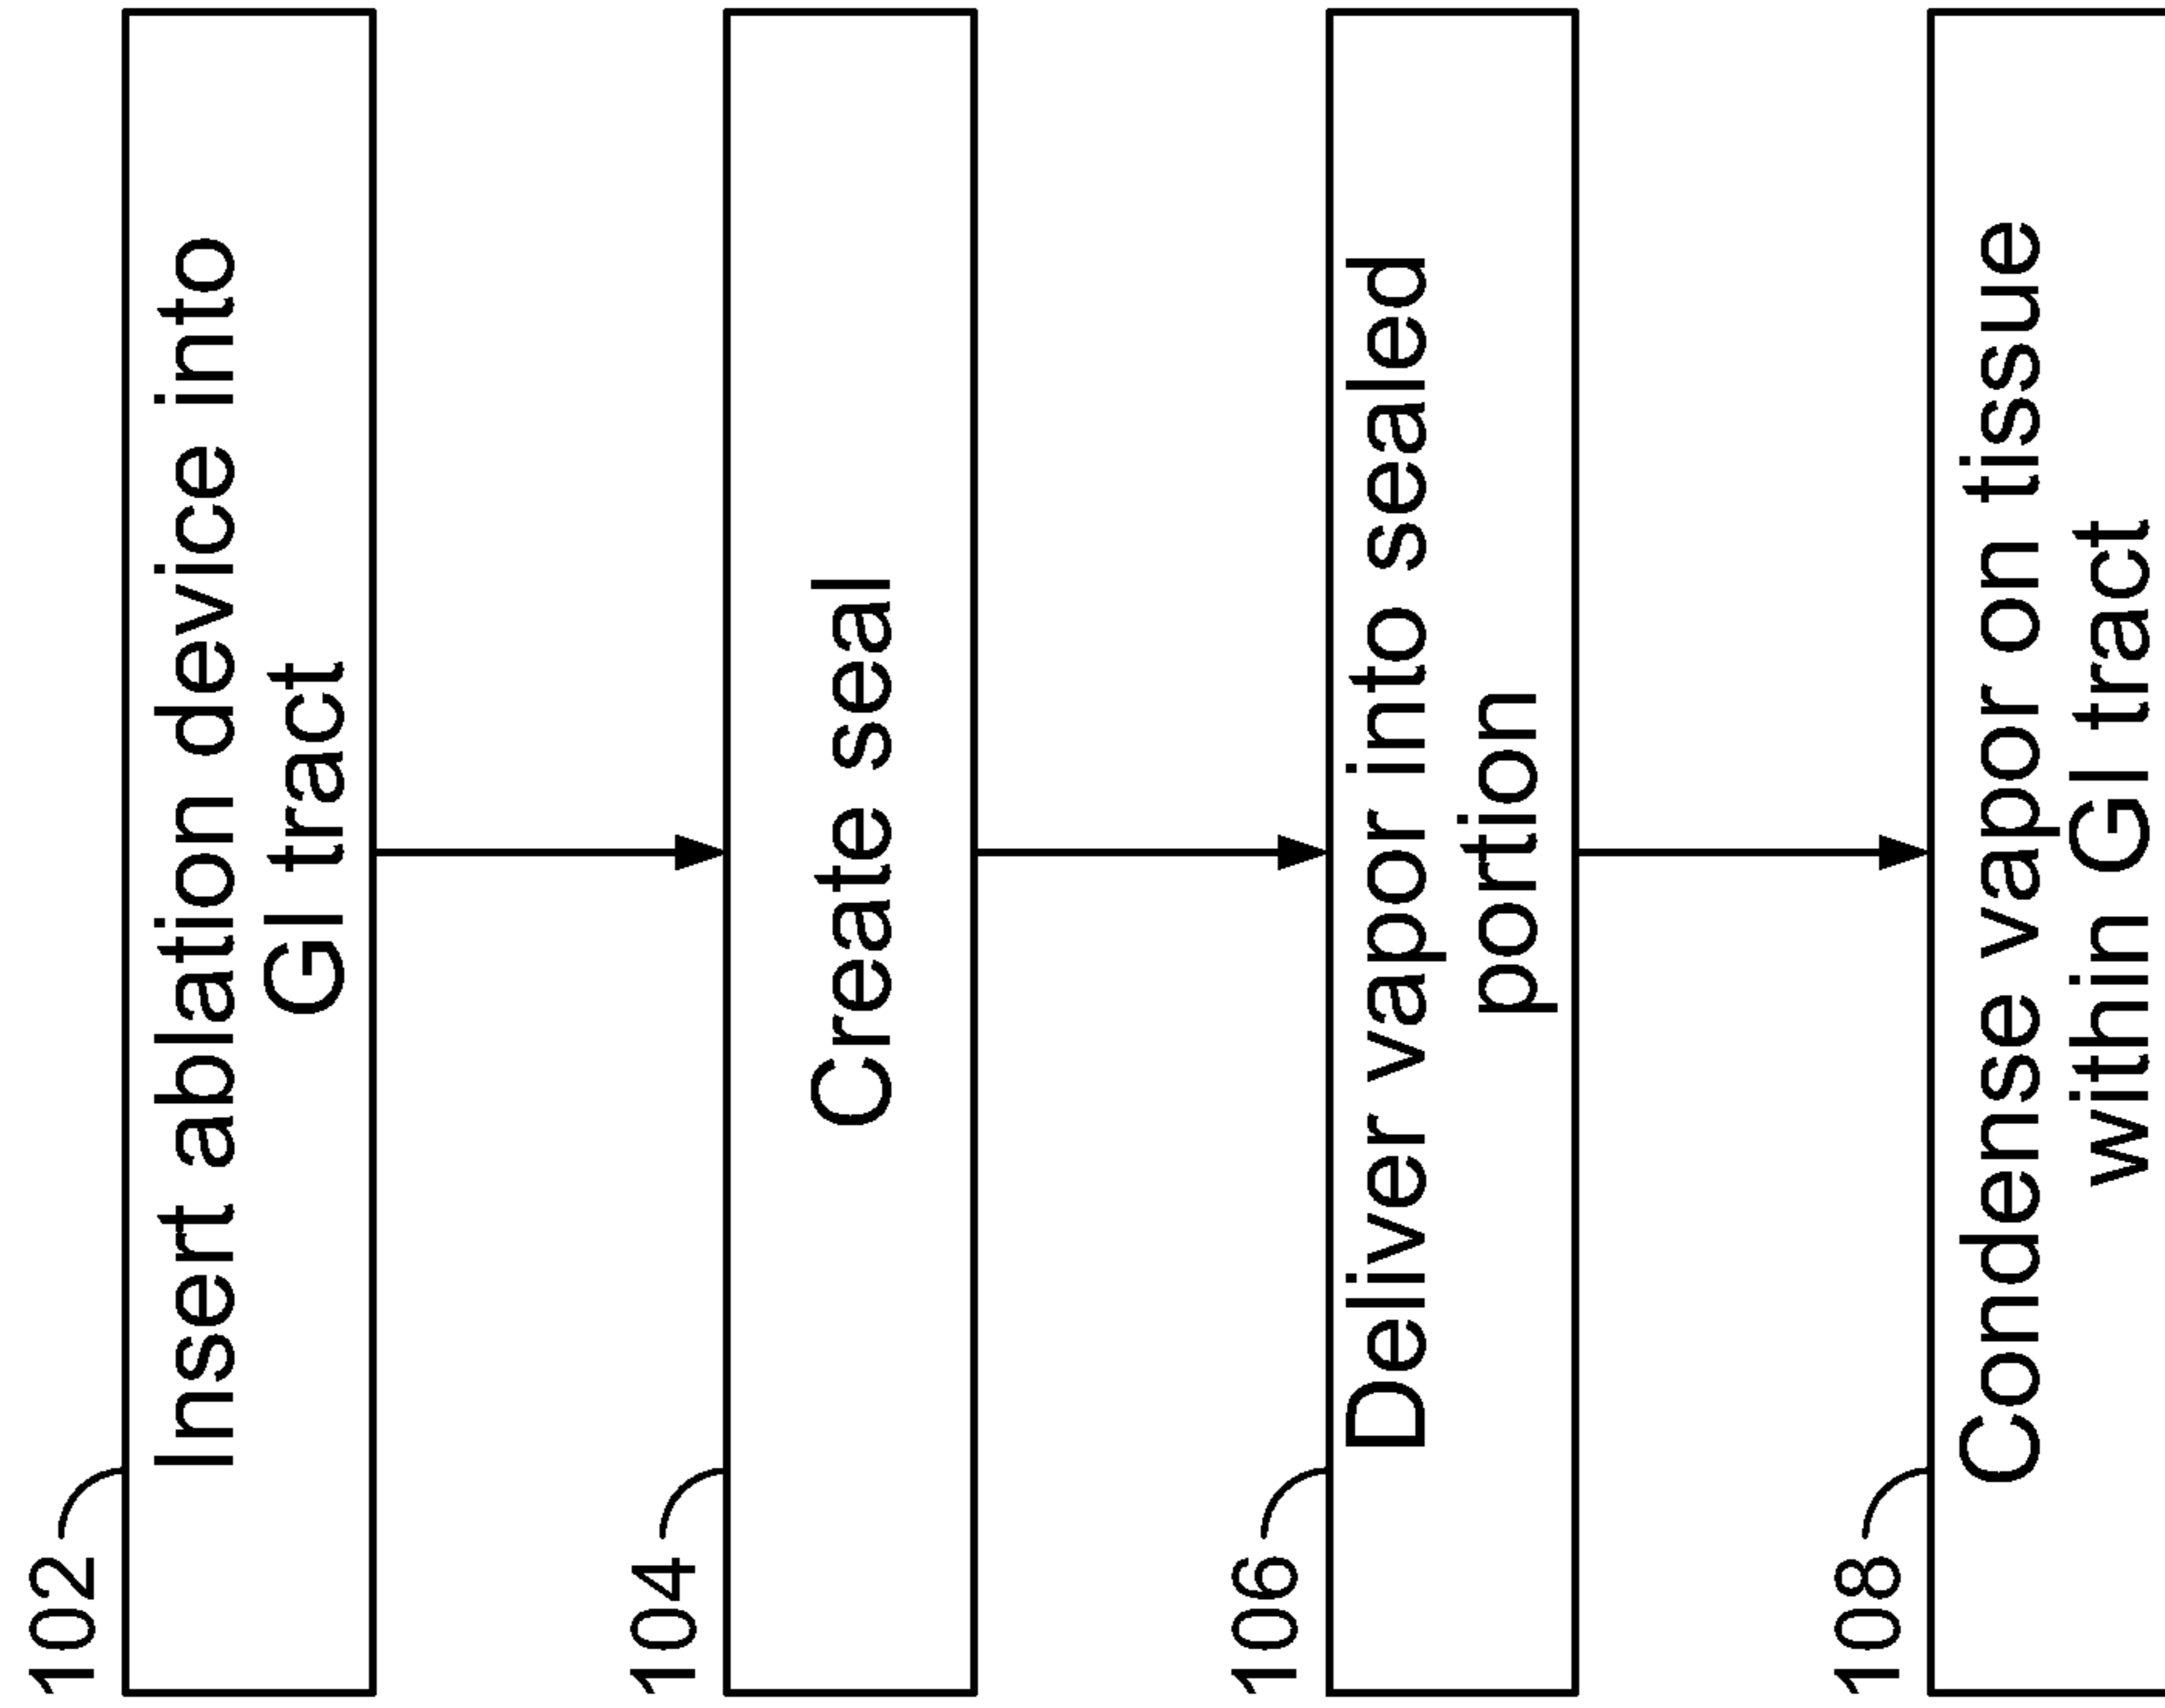 102
Insert ablation device into
GI tract
104
Create seal
106
Deliver vapor into sealed
portion
108
Condense vapor on tissue
within GI tract